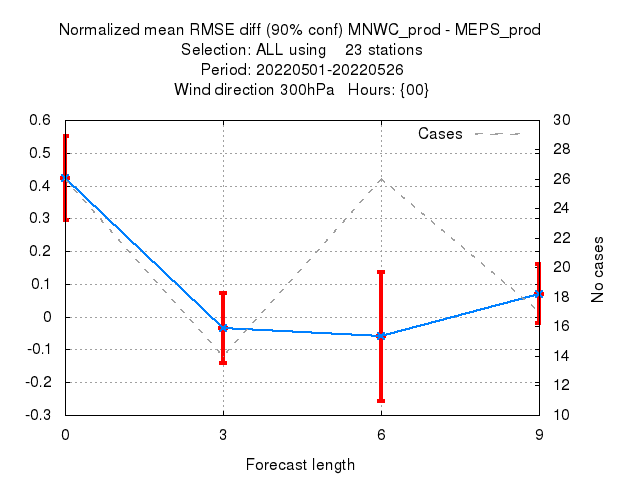 Normalized mean RMSE diff (90% conf) MNWC_prod - MEPS_prod
Selection: ALL using 23 stations
Period: 20220501-20220526
Wind direction 300hPa Hours: {00}
Cases
0.6
0.5
0.4
0.3
0.2
0.1
0
-0.1
-0.2
-0.3
30
28
26
24
22
20
18
16
14
12
10
No cases
0 3 6 9
Forecast length